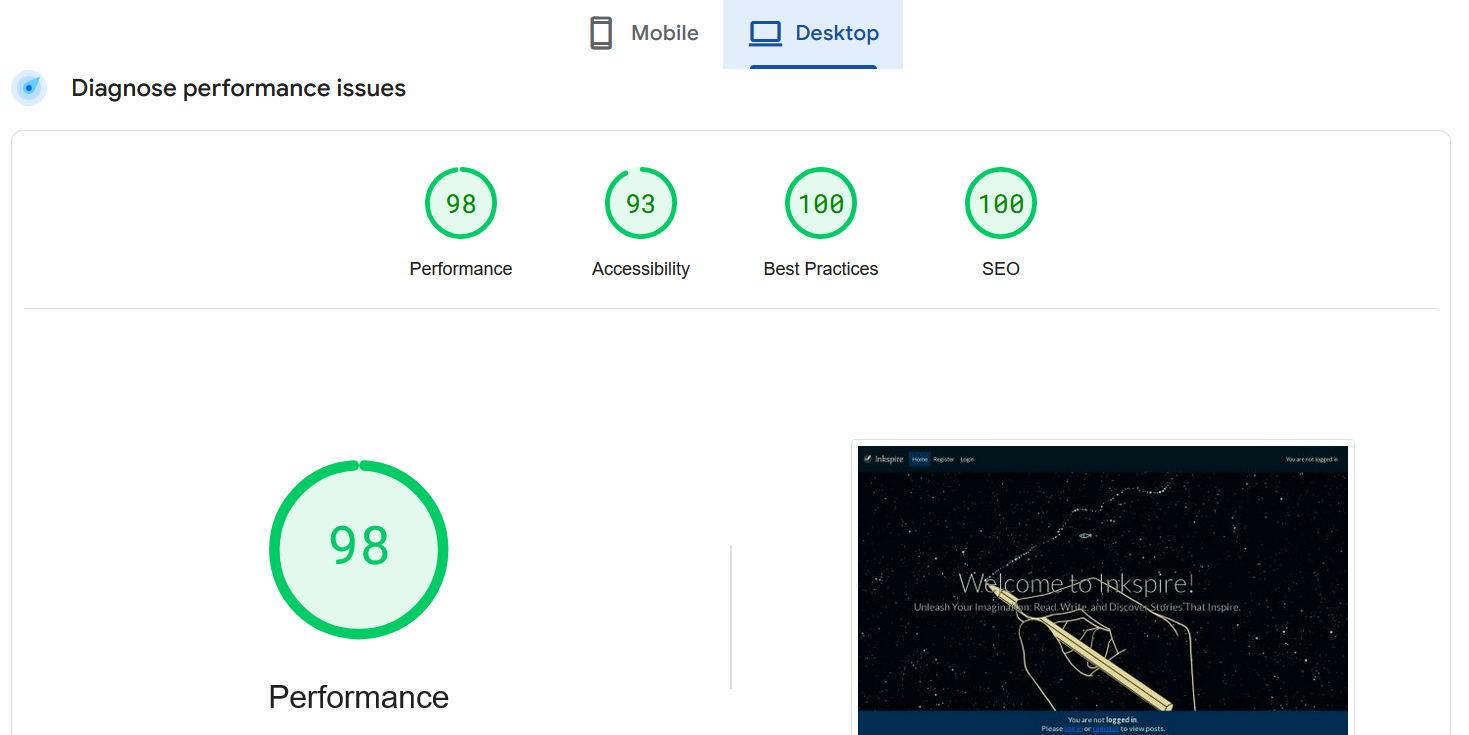 Mobile
Desktop
Diagnose performance issues
98
93
100
100
Performance
Accessibility
Best Practices
SEO
98
Performance
Inkspire
Home
Register
Login
You are not logged in
Welcome to Inkspire!
Unleash Your Imagination: Read, Write, and Discover Stories That Inspire.
You are not logged in.
Please log in or register to view posts.